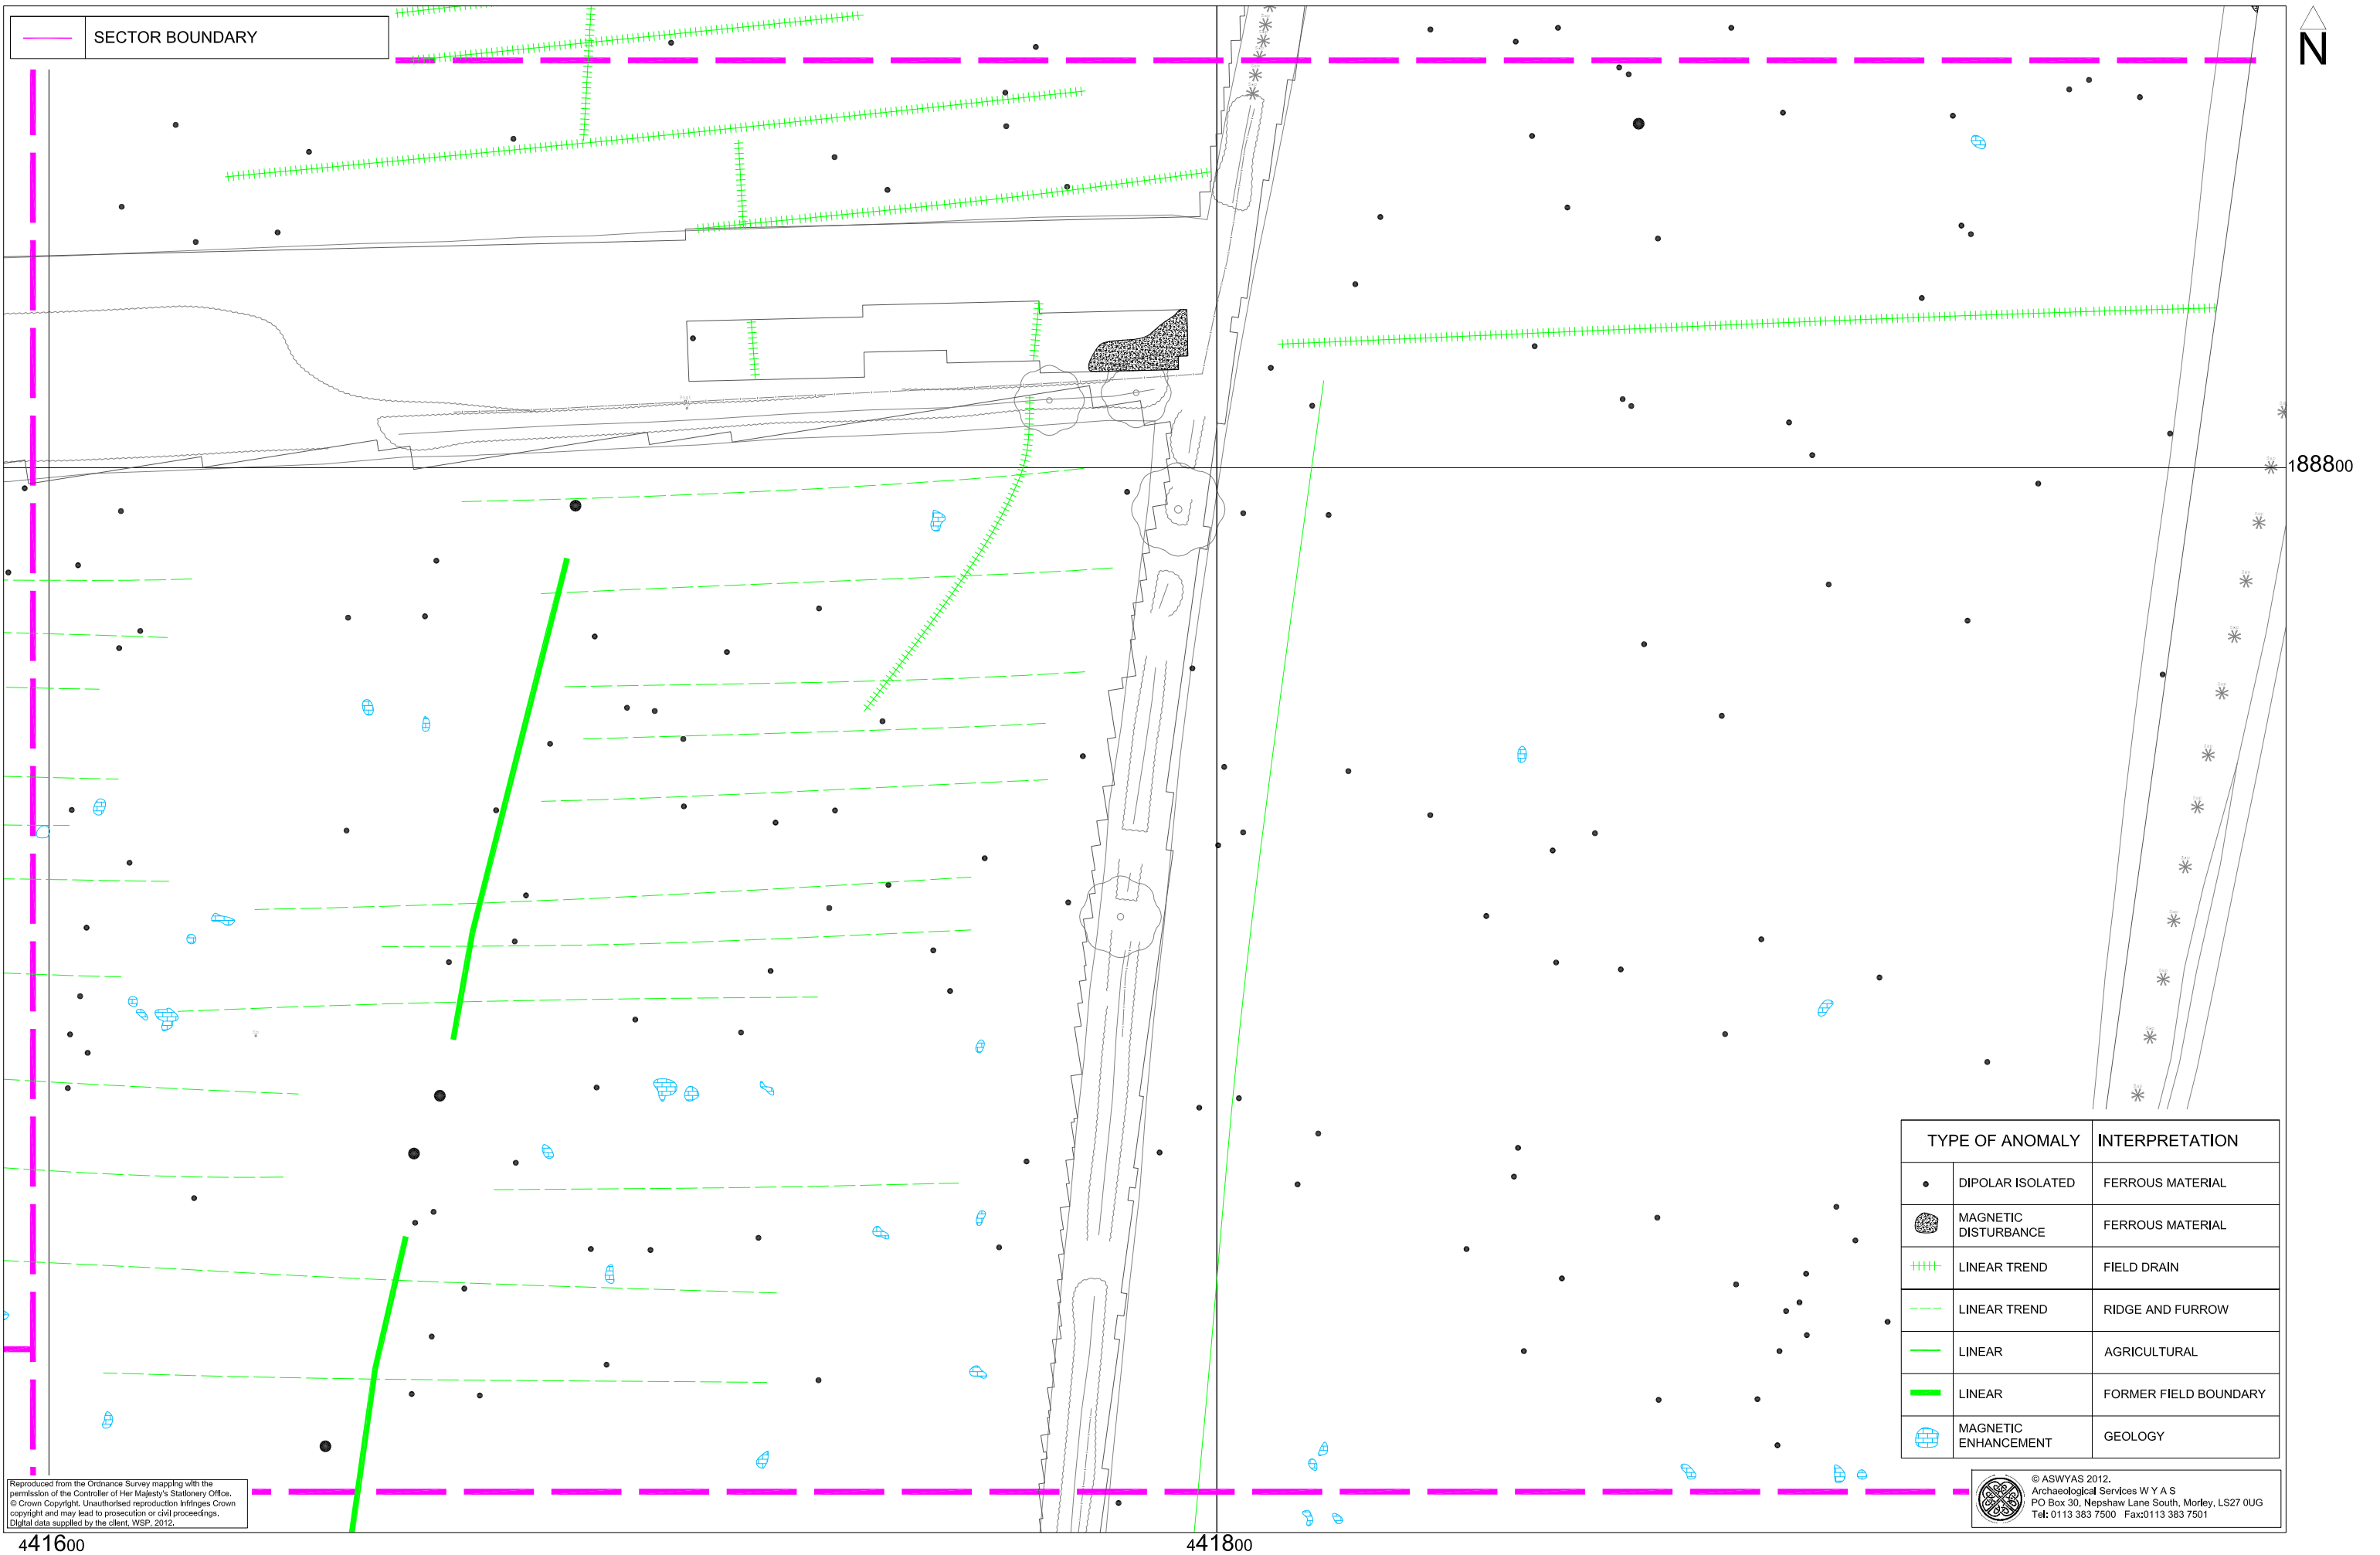 SECTOR BOUNDARY
N
18880​0
TYPE OF ANOMALY INTERPRETATION
DIPOLAR ISOLATED FERROUS MATERIAL
MAGNETIC
DISTURBANCE
FERROUS MATERIAL
LINEAR TREND FIELD DRAIN
LINEAR TREND RIDGE AND FURROW
LINEAR AGRICULTURAL
LINEAR FORMER FIELD BOUNDARY
MAGNETIC
ENHANCEMENT
GEOLOGY
Reproduced from the Ordnance Survey mapping with the
permission of the Controller of Her Majesty's Stationery Office.
© Crown Copyright. Unauthorised reproduction infringes Crown
copyright and may lead to prosecution or civil proceedings.
Digital data supplied by the client, WSP, 2012.
© ASWYAS 2012.
Archaeological Services W Y A S
PO Box 30, Nepshaw Lane South, Morley, LS27 0UG
Tel: 0113 383 7500 Fax:0113 383 7501
441600
441800